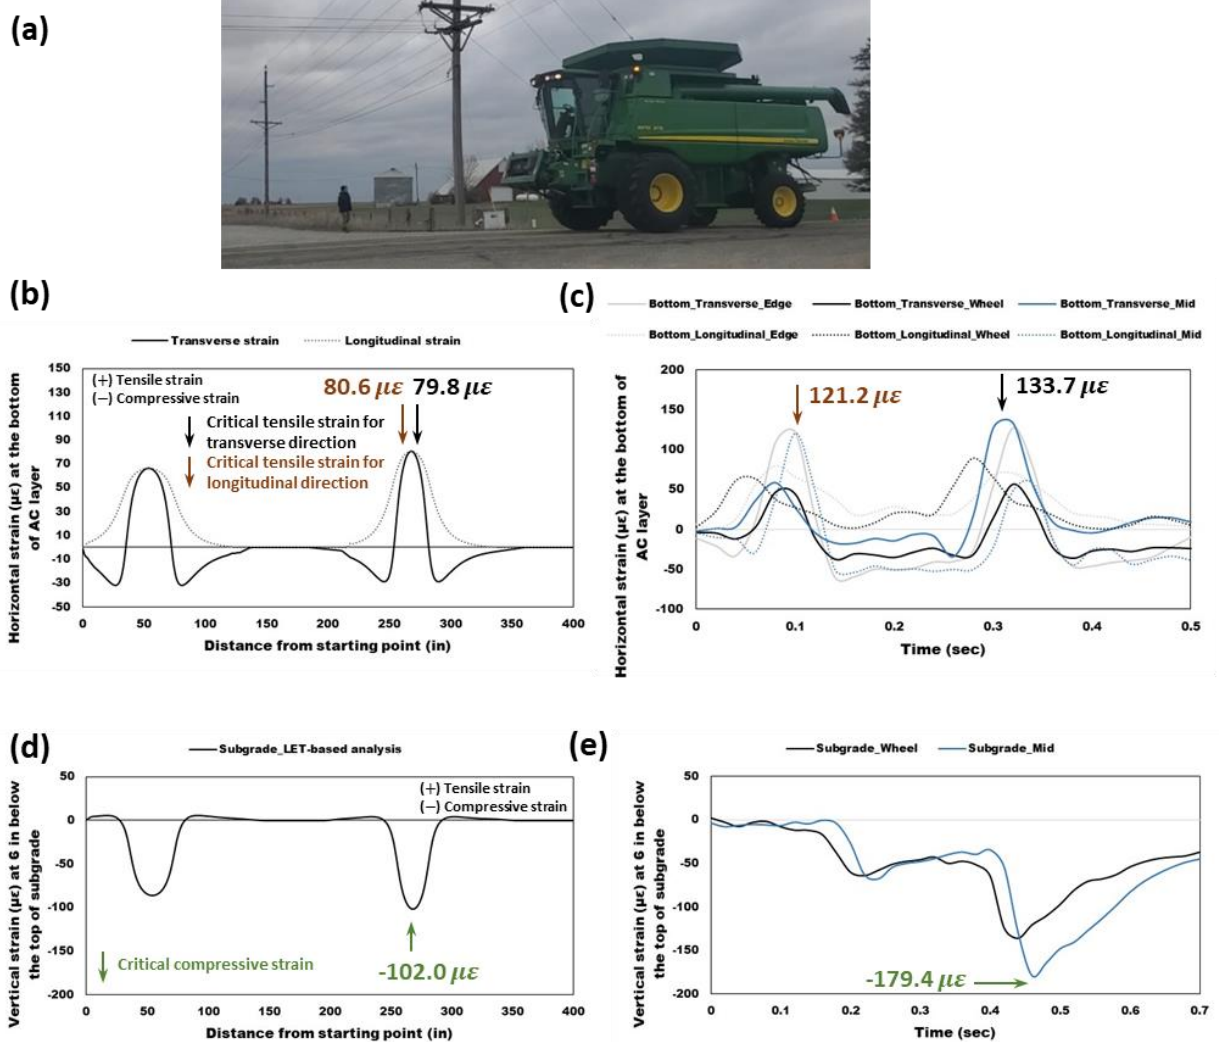 (a)
(b)
Transverse strain Longitudinal strain
Horizontal strain (µε) at the bottom
of AC layer
150
130
110
90
70
50
30
10
-10
-30
-50
(+) Tensile strain
(−) Compressive strain
80.6 µε 79.8 µε
Critical tensile strain for
transverse direction
Critical tensile strain for
longitudinal direction
0 50 100 150 200 250 300 350 400
Distance from starting point (in)
(c)
Bottom_Transverse_Edge Bottom_Transverse_Wheel Bottom_Transverse_Mid
Bottom_Longitudinal_Edge Bottom_Longitudinal_Wheel Bottom_Longitudinal_Mid
Horizontal strain (µε) at the bottom of
AC layer
200
150
100
50
0
-50
-100
121.2 µε
133.7 µε
0 0.1 0.2 0.3 0.4 0.5
Time (sec)
(d)
Subgrade_LET-based analysis
Vertical strain (µε) at 6 in below
the top of subgrade
50
0
-50
-100
-150
-200
(+) Tensile strain
(−) Compressive strain
Critical compressive strain
-102.0 µε
0 50 100 150 200 250 300 350 400
Distance from starting point (in)
(e)
Subgrade_Wheel Subgrade_Mid
Vertical strain (µε) at 6 in below
the top of subgrade
50
0
-50
-100
-150
-200
-179.4 µε
0 0.1 0.2 0.3 0.4 0.5 0.6 0.7
Time (sec)